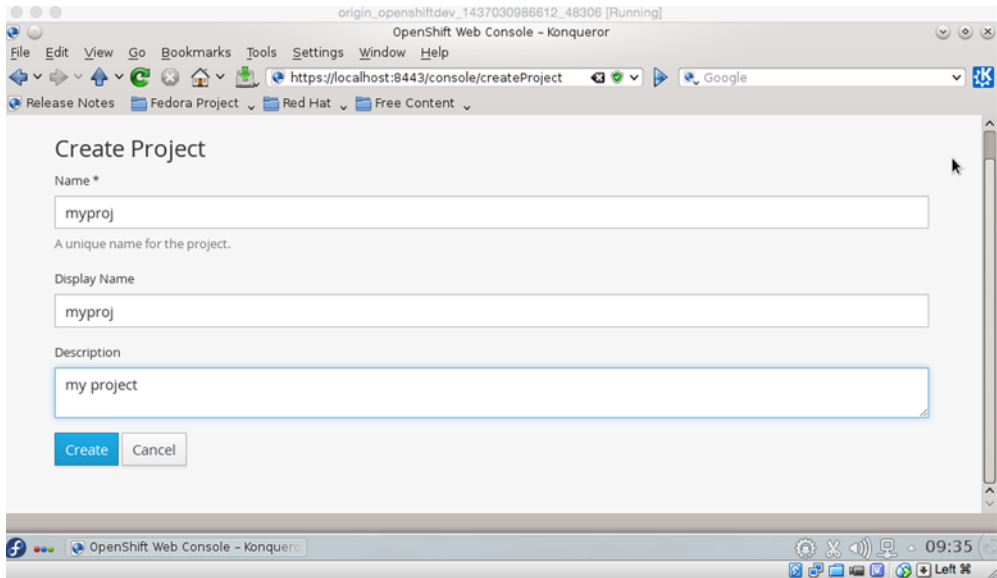 origin_openshiftdev_1437030986612_48306 [Running]
OpenShift Web Console – Konqueror
File Edit View Go Bookmarks Tools Settings Window Help
https://localhost:8443/console/createProject Google
Release Notes Fedora Project Red Hat Free Content
Create Project
Name *
myproj
A unique name for the project.
Display Name
myproj
Description
my project
Create Cancel
OpenShift Web Console – Konquero 09:35
Left ⌘